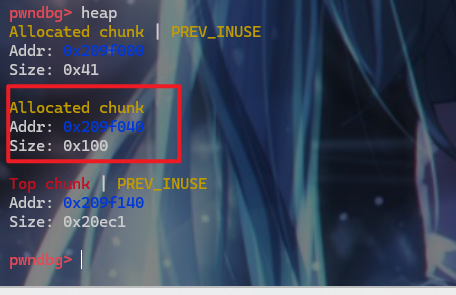 pwndbg> heap
Allocated chunk | PREV_INUSE
Addr: 0x209f000
Size: 0x41
Allocated chunk
Addr: 0x209f040
Size: 0x100
Top chunk | PREV_INUSE
Addr: 0x209f140
Size: 0x20ec1
pwndbg>